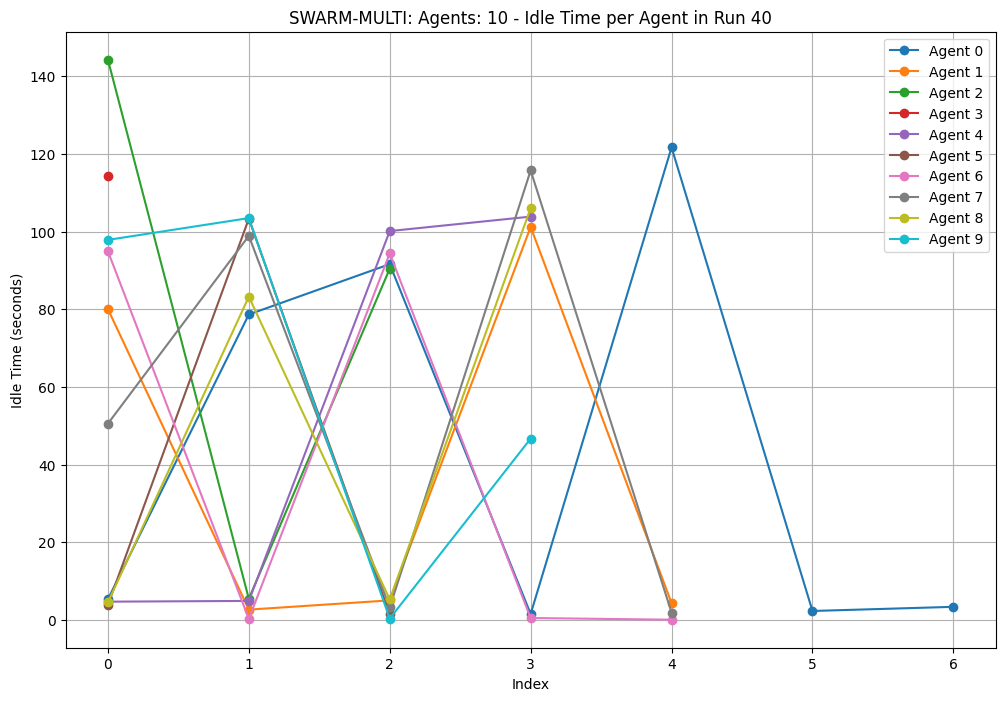 SWARM-MULTI: Agents: 10 - Idle Time per Agent in Run 40
Idle Time (seconds)
140
120
100
80
60
40
20
0
0 1 2 3 4 5 6
Index
Agent 0
Agent 1
Agent 2
Agent 3
Agent 4
Agent 5
Agent 6
Agent 7
Agent 8
Agent 9